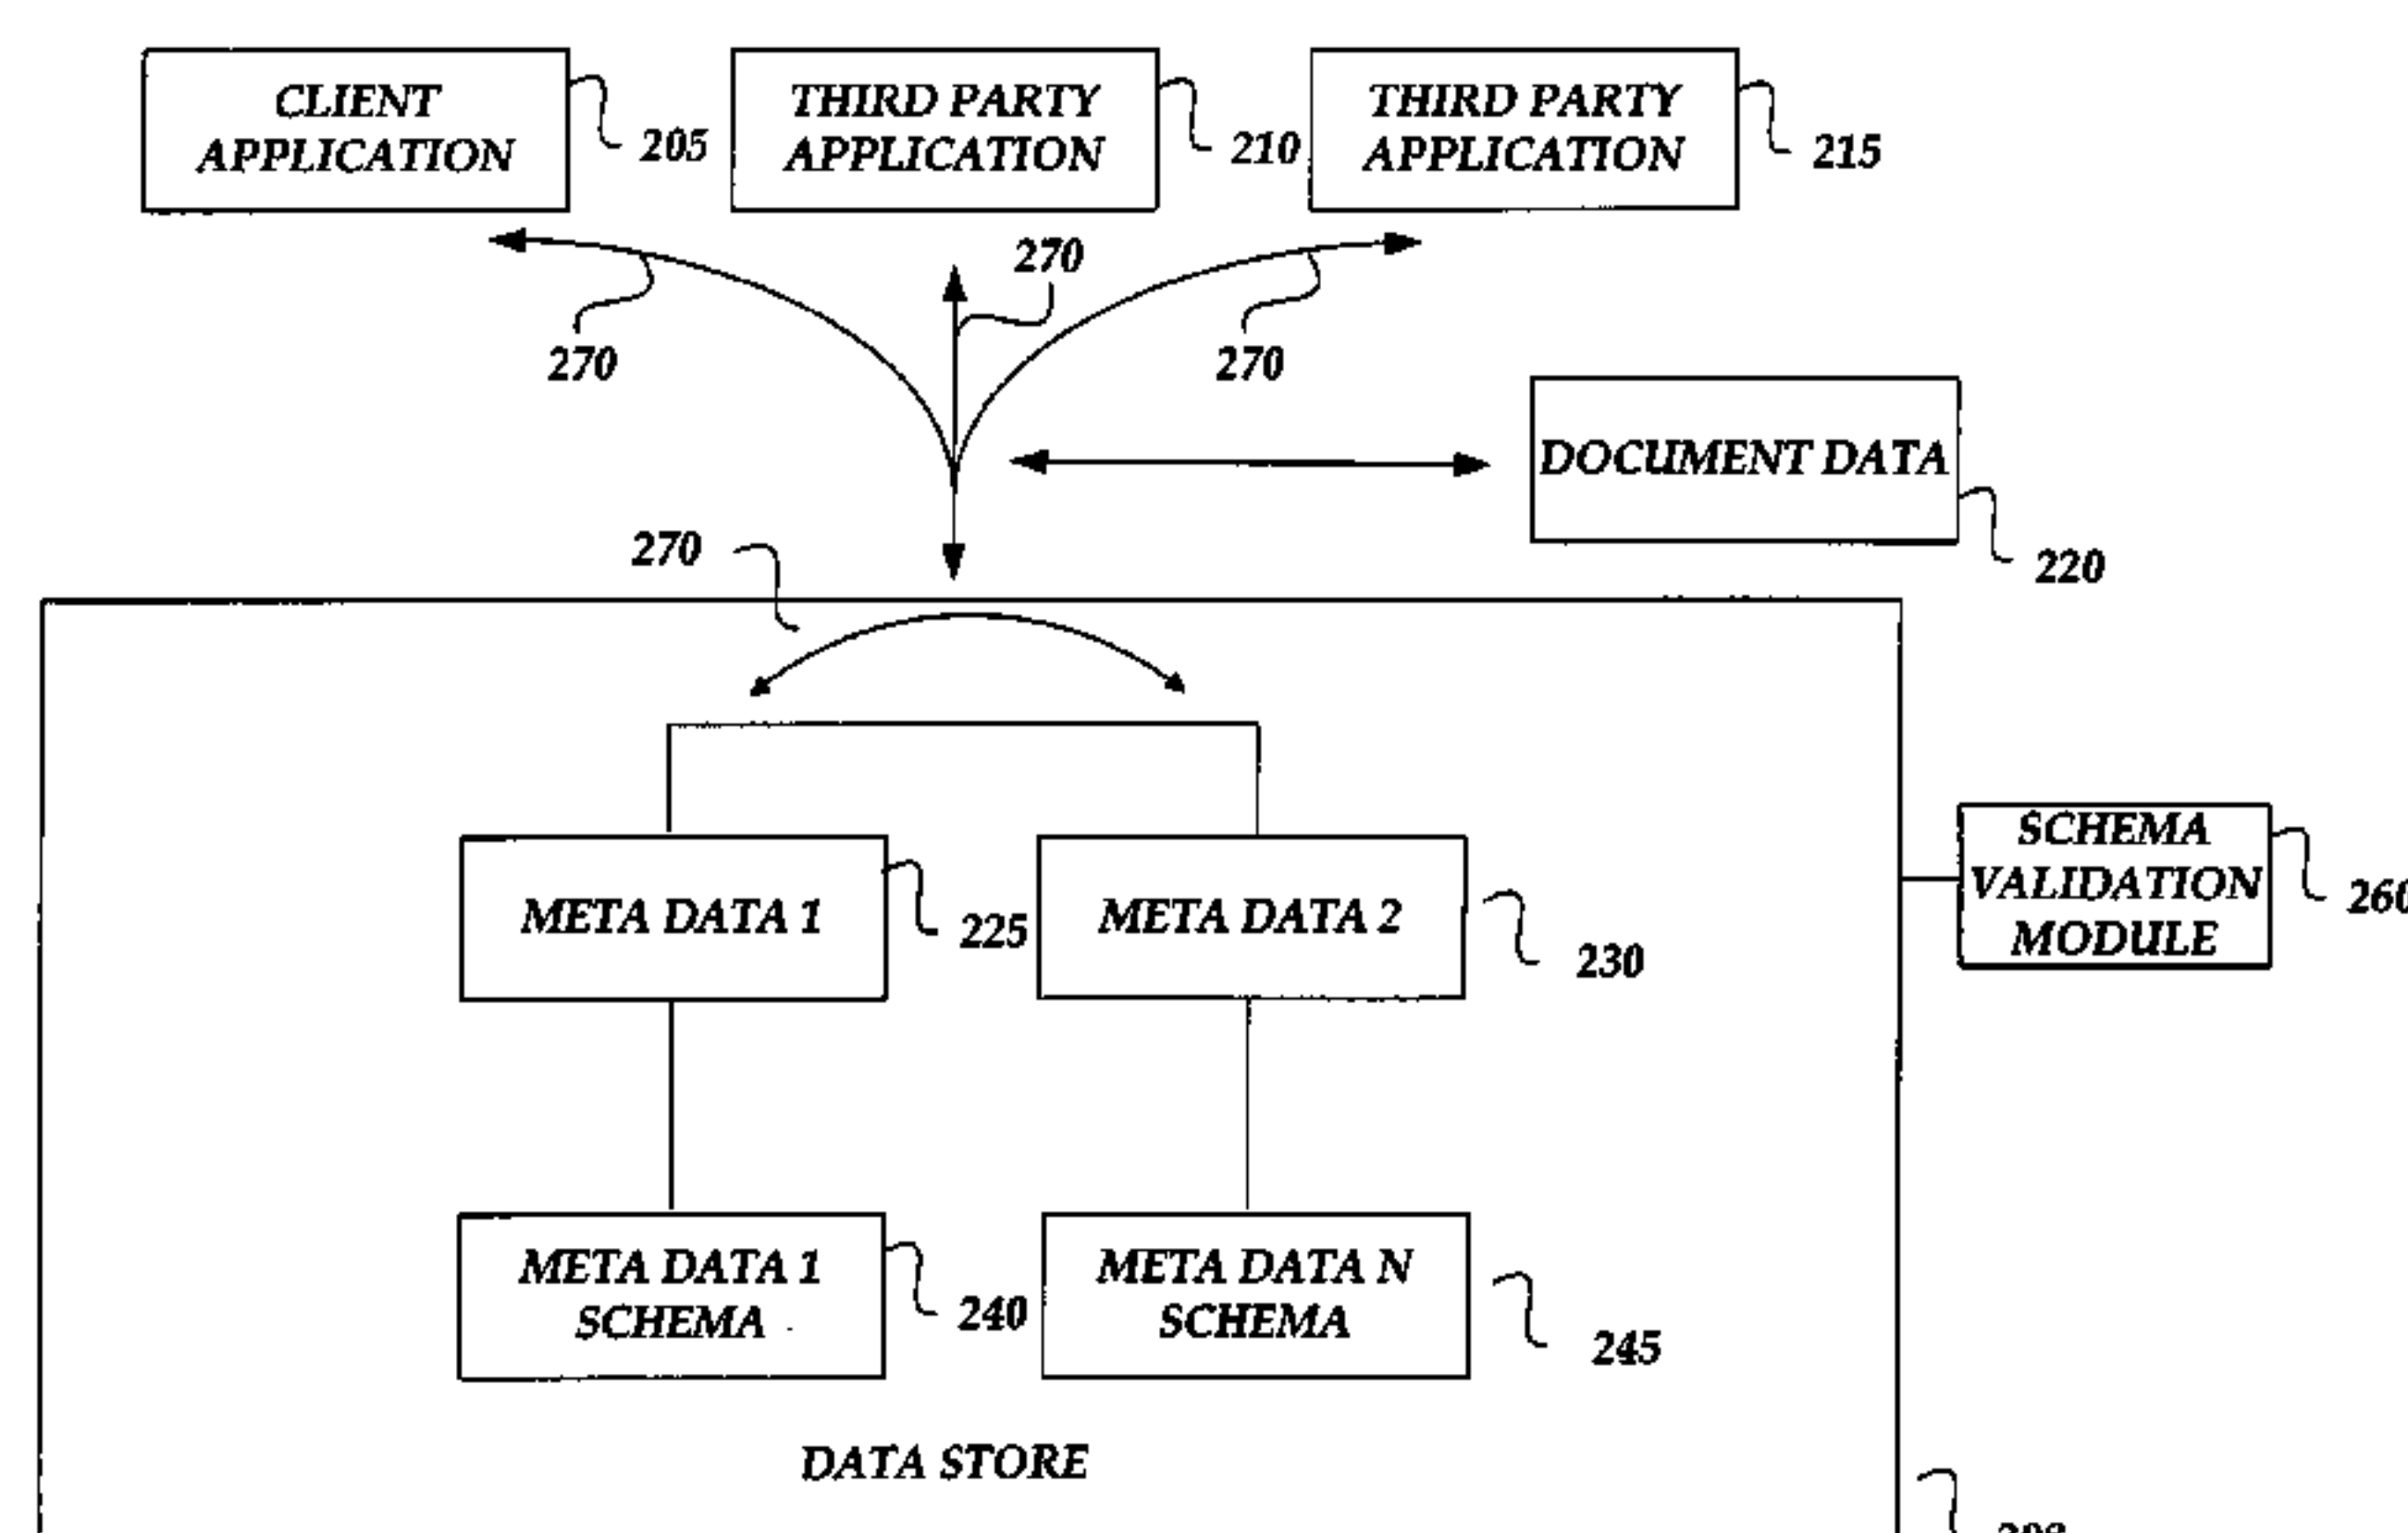 CLIENT
APPLICATION
205
THIRD PARTY
APPLICATION
210
THIRD PARTY
APPLICATION
215
270
270
270
DOCUMENT DATA
220
270
META DATA 1
225
META DATA 2
230
SCHEMA
VALIDATION
MODULE
260
META DATA 1
SCHEMA
240
META DATA N
SCHEMA
245
DATA STORE